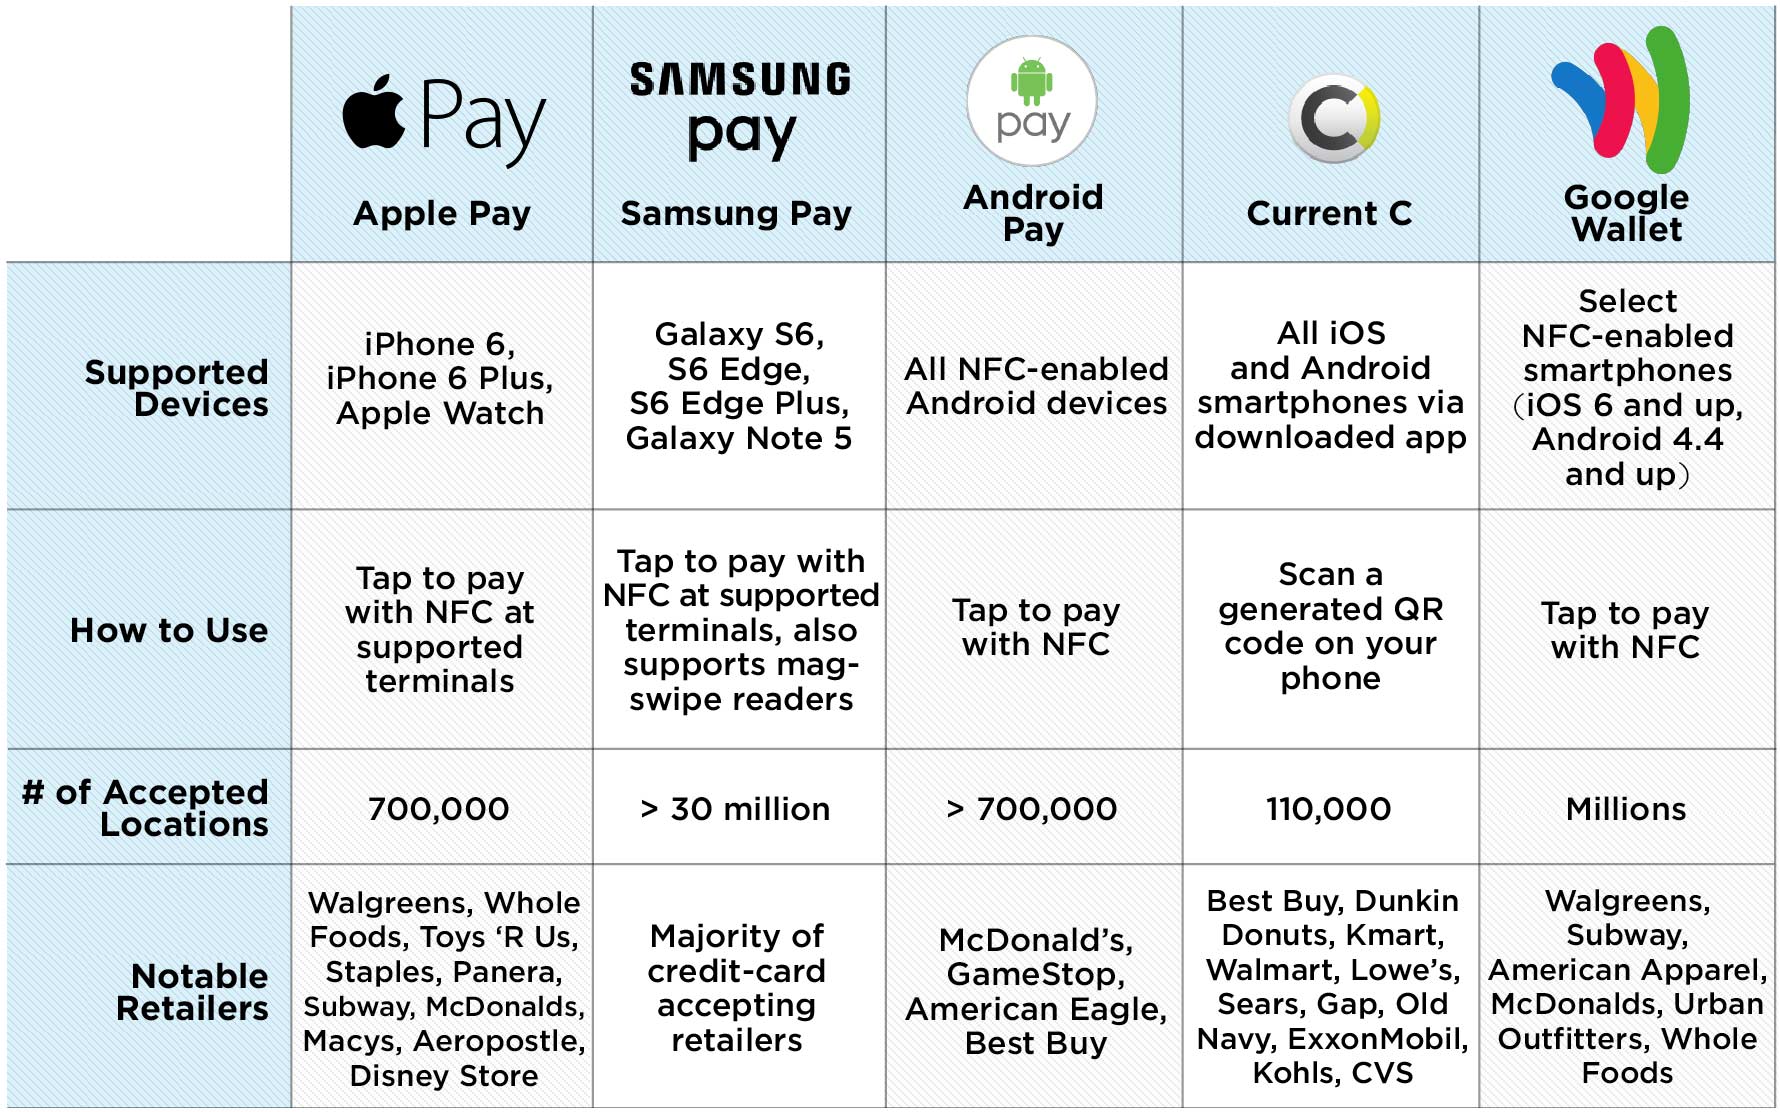 Pay
SAMSUNG
pay
pay
C
Apple Pay
Samsung Pay
Android
Pay
Current C
Google
Wallet
Supported
Devices
iPhone 6,
iPhone 6 Plus,
Apple Watch
Galaxy S6,
S6 Edge,
S6 Edge Plus,
Galaxy Note 5
All NFC-enabled
Android devices
All iOS
and Android
smartphones via
downloaded app
Select
NFC-enabled
smartphones
(iOS 6 and up,
Android 4.4
and up)
How to Use
Tap to pay
with NFC at
supported
terminals
Tap to pay with
NFC at supported
terminals, also
supports mag-
swipe readers
Tap to pay
with NFC
Scan a
generated QR
code on your
phone
Tap to pay
with NFC
# of Accepted
Locations
700,000
> 30 million
> 700,000
110,000
Millions
Notable
Retailers
Walgreens, Whole
Foods, Toys ‘R Us,
Staples, Panera,
Subway, McDonalds,
Macys, Aeropostle,
Disney Store
Majority of
credit-card
accepting
retailers
McDonald’s,
GameStop,
American Eagle,
Best Buy
Best Buy, Dunkin
Donuts, Kmart,
Walmart, Lowe’s,
Sears, Gap, Old
Navy, ExxonMobil,
Kohls, CVS
Walgreens,
Subway,
American Apparel,
McDonalds, Urban
Outfitters, Whole
Foods